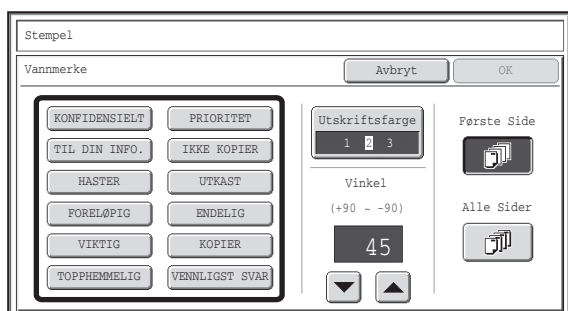 Stempel
Vannmerke
Avbryt
OK
KONFIDENSIELT
PRIORITET
TIL DIN INFO.
IKKE KOPIER
HASTER
UTKAST
FORELØPIG
ENDELIG
VIKTIG
KOPIER
TOPPHEMMELIG
VENNLIGST SVAR
Utskriftsfarge
1 2 3
Vinkel
(+90 ~ -90)
45
Første Side
Alle Sider